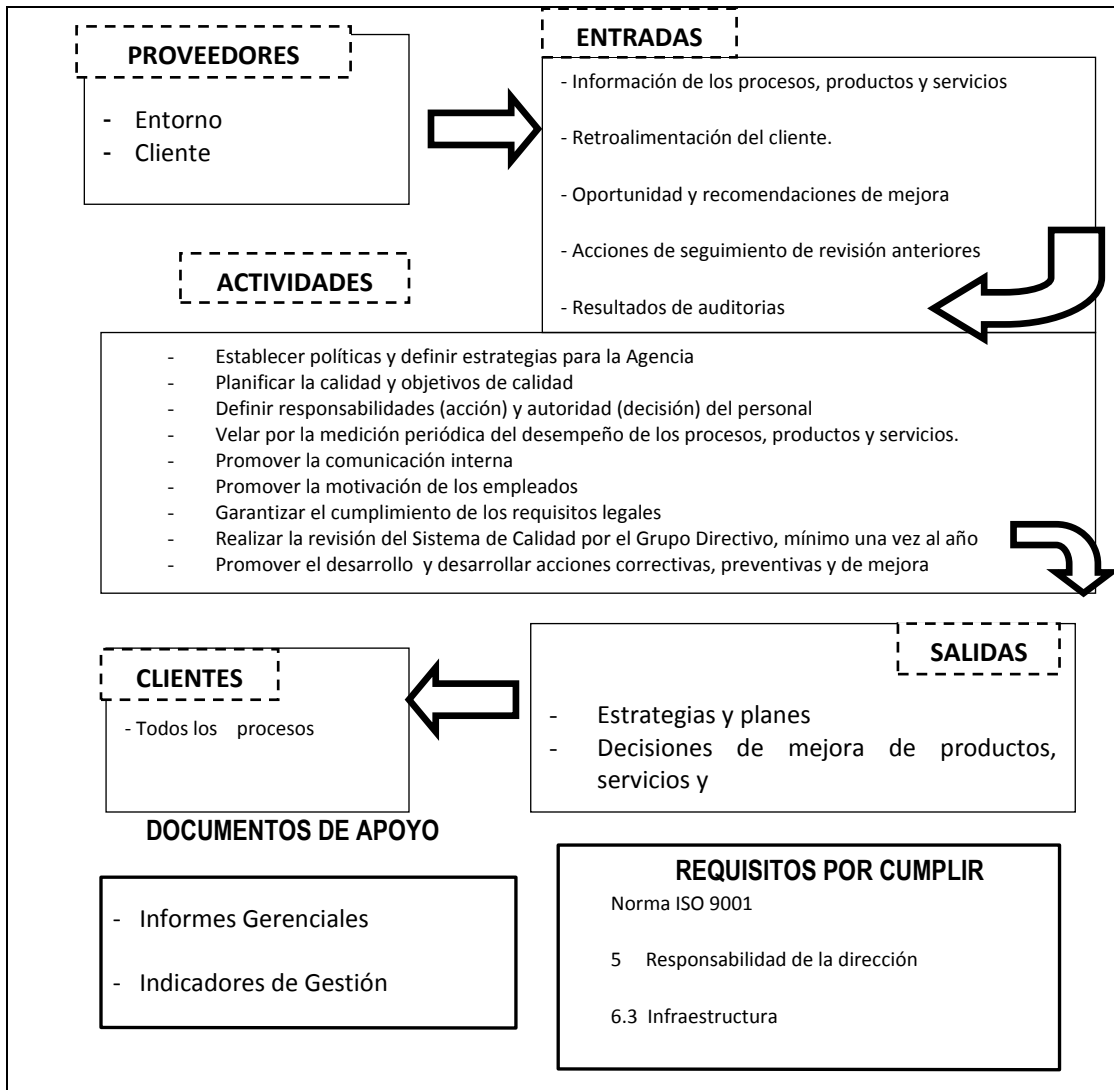 PROVEEDORES
- Entorno
- Cliente
ENTRADAS
- Información de los procesos, productos y servicios
- Retroalimentación del cliente.
- Oportunidad y recomendaciones de mejora
- Acciones de seguimiento de revisión anteriores
- Resultados de auditorias
ACTIVIDADES
- Establecer políticas y definir estrategias para la Agencia
- Planificar la calidad y objetivos de calidad
- Definir responsabilidades (acción) y autoridad (decisión) del personal
- Velar por la medición periódica del desempeño de los procesos, productos y servicios.
- Promover la comunicación interna
- Promover la motivación de los empleados
- Garantizar el cumplimiento de los requisitos legales
- Realizar la revisión del Sistema de Calidad por el Grupo Directivo, mínimo una vez al año
- Promover el desarrollo y desarrollar acciones correctivas, preventivas y de mejora
SALIDAS
- Estrategias y planes
- Decisiones de mejora de productos,
servicios y
CLIENTES
- Todos los procesos
DOCUMENTOS DE APOYO
- Informes Gerenciales
- Indicadores de Gestión
REQUISITOS POR CUMPLIR
Norma ISO 9001
5 Responsabilidad de la dirección
6.3 Infraestructura